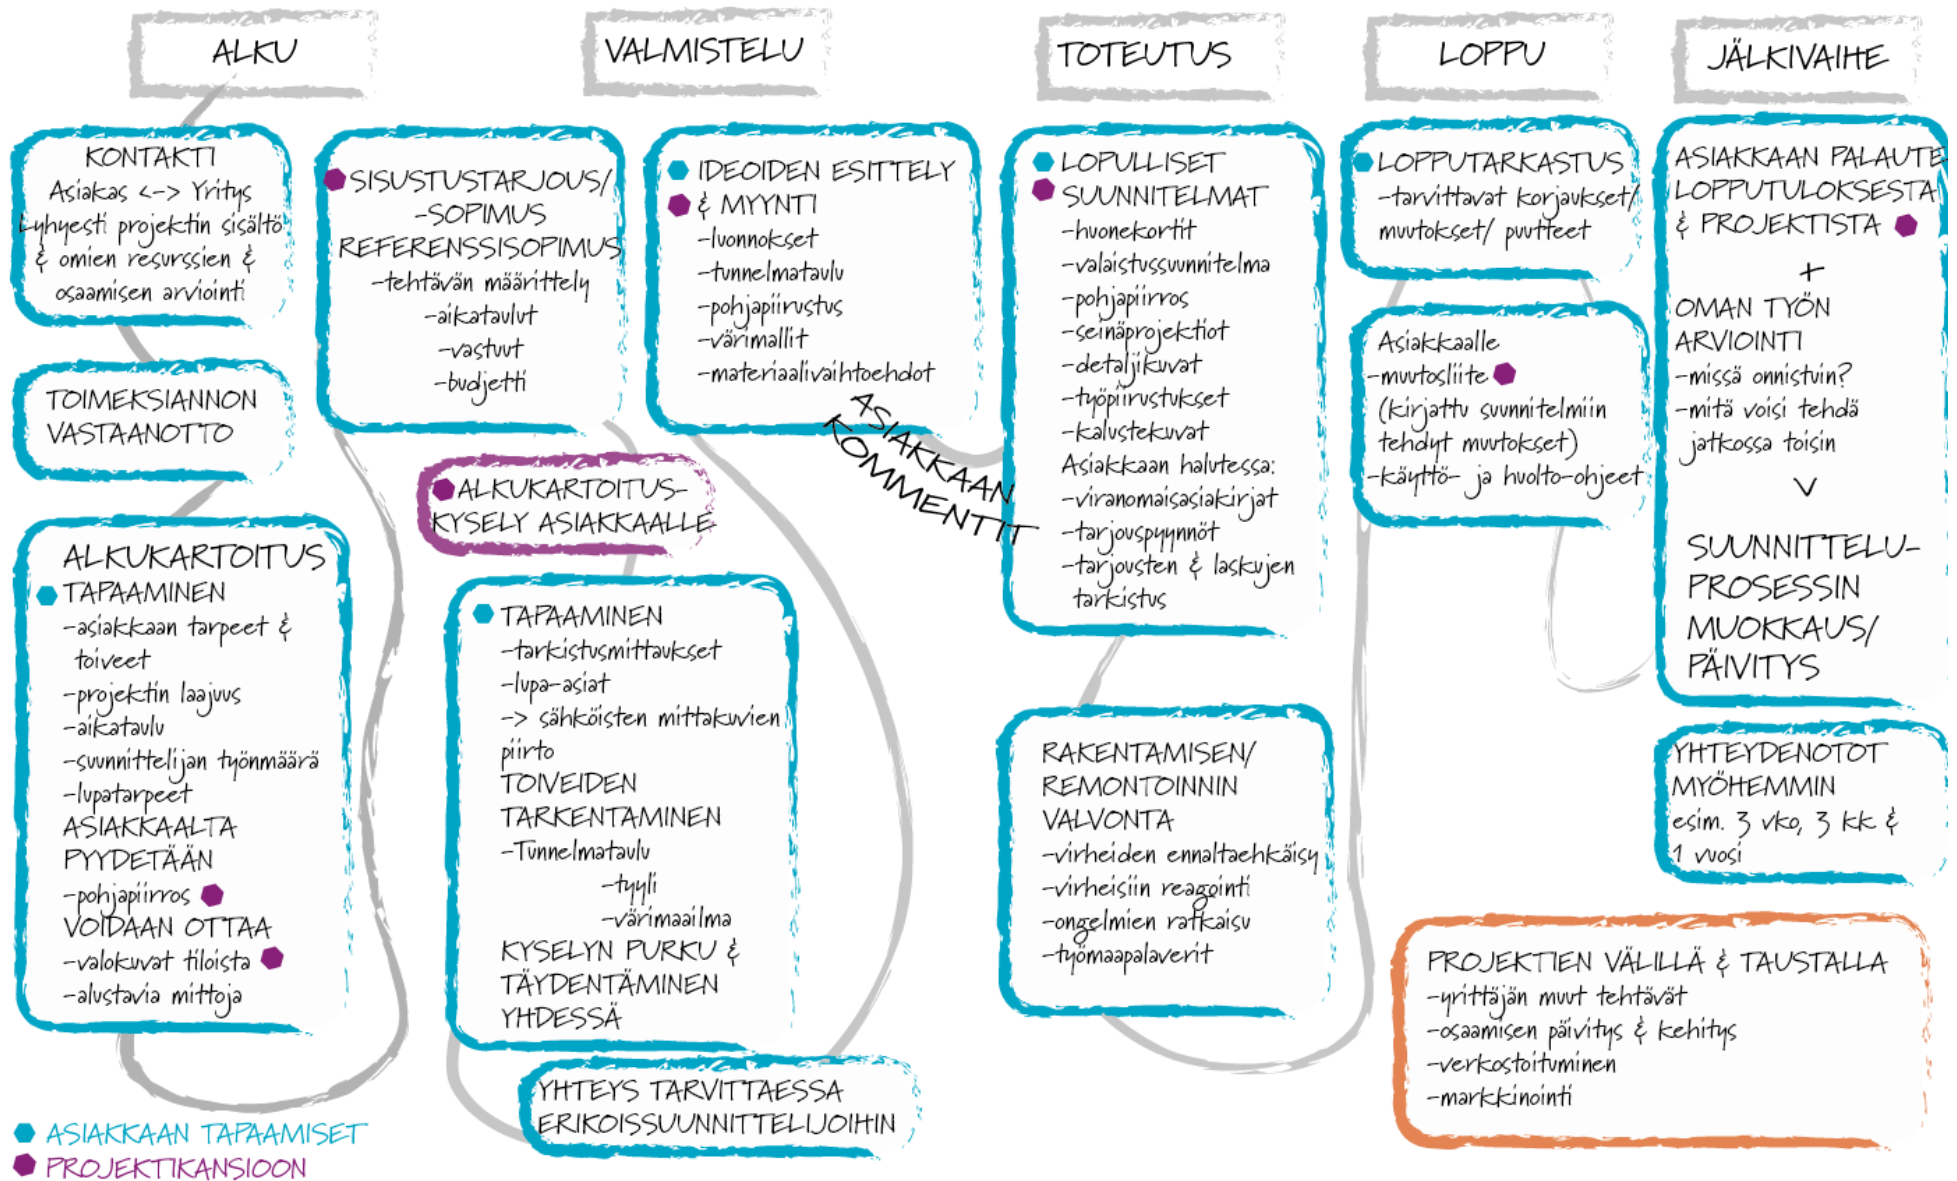 ALKU
VALMISTELU
TOTEUTUS
LOPPU
JÄLKIVAIHE
KONTAKTI
Asiakas <-> Yritys
Lyhyesti projektin sisältö
& omien resurssien &
osaamisen arviointi
TOIMEKSIANNON
VASTAANOTTO
ALKUKARTOITUS
TAPAAMINEN
-asiakkaan tarpeet &
toiveet
-projektin laajuus
-aikataulu
-suunnittelijan työnmäärä
-lupatarpeet
ASIAKKAALTA
PYYDETÄÄN
-pohjapiirros
VOIDAAN OTTAA
-valokuvat tiloista
-alustavia mittoja
SISUSTUSTARJOUS/
-SOPIMUS
REFERENSSISOPIMUS
-tehtävän määrittely
-aikataulut
-vastuut
-budjetti
ALKUKARTOITUS-
KYSELY ASIAKKAALLE
TAPAAMINEN
-tarkistusmittaukset
-lupa-asiat
-> sähköisten mittakuvien
piirto
TOIVEIDEN
TARKENTAMINEN
-Tunnelmataulu
-tyyli
-värimaailma
KYSELYN PURKU &
TÄYDENTÄMINEN
YHDESSÄ
YHTEYS TARVITTAESSA
ERIKOISSUUNNITTELIJOIHIN
IDEOIDEN ESITTELY
& MYYNTI
-luonnokset
-tunnelmataulu
-pohjapiirustus
-värimallit
-materiaalivaihtoehdot
ASIAKKAAN
KOMMENTIT
LOPULLISET
SUUNNITELMAT
-huonekortit
-valaistussuunnitelma
-pohjapiirros
-seinäprojektiot
-detaljikuvat
-työpiirustukset
-kalustekuvat
Asiakkaan halutessa:
-viranomaisasiakirjat
-tarjouspyynnöt
-tarjousten & laskujen
tarkistus
RAKENTAMISEN/
REMONTOINNIN
VALVONTA
-virheiden ennaltaehkäisy
-virheisiin reagointi
-ongelmien ratkaisu
-työmaapalaverit
LOPPUTARKASTUS
-tarvittavat korjaukset/
muutokset/ puutteet
Asiakkaalle
-muutosliite
(kirjattu suunnitelmiin
tehdyt muutokset)
-käyttö- ja huolto-ohjeet
ASIAKKAAN PALAUTE
LOPPUTULOKSESTA
& PROJEKTISTA
+
OMAN TYÖN
ARVIOINTI
-missä onnistuin?
-mitä voisi tehdä
jatkossa toisin
V
SUUNNITTELU-
PROSESSIN
MUOKKAUS/
PÄIVITYS
YHTEYDENOTOT
MYÖHEMMIN
esim. 3 vko, 3 kk &
1 vuosi
PROJEKTIEN VÄLILLÄ & TAUSTALLA
-yrittäjän muut tehtävät
-osaamisen päivitys & kehitys
-verkostoituminen
-markkinointi
ASIAKKAAN TAPAAMISET
PROJEKTIKANSIOON